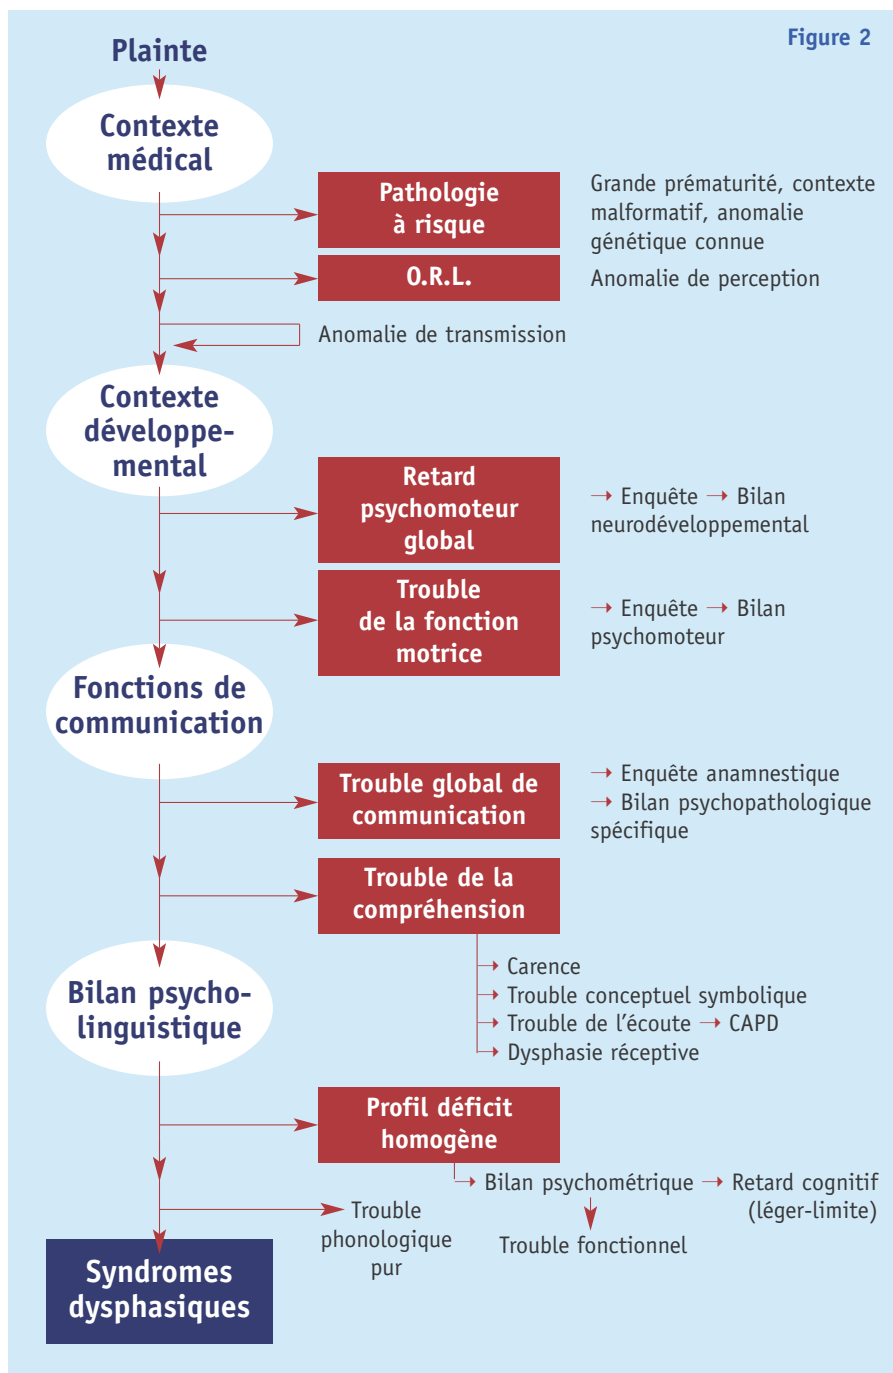 Figure 2
Plainte
Contexte
médical
Pathologie
à risque
Grande prématurité, contexte
malformatif, anomalie
génétique connue
O.R.L.
Anomalie de perception
Anomalie de transmission
Contexte
développe-
mental
Retard
psychomoteur
global
→ Enquête → Bilan
neurodéveloppemental
Trouble
de la fonction
motrice
→ Enquête → Bilan
psychomoteur
Fonctions de
communication
Trouble global de
communication
→ Enquête anamnestique
→ Bilan psychopathologique
spécifique
Trouble de la
compréhension
Carence
Trouble conceptuel symbolique
Trouble de l’écoute → CAPD
Dysphasie réceptive
Bilan psycho-
linguistique
Profil déficit
homogène
Bilan psychométrique → Retard cognitif
(léger-limite)
Trouble fonctionnel
Trouble
phonologique
pur
Syndromes
dysphasiques